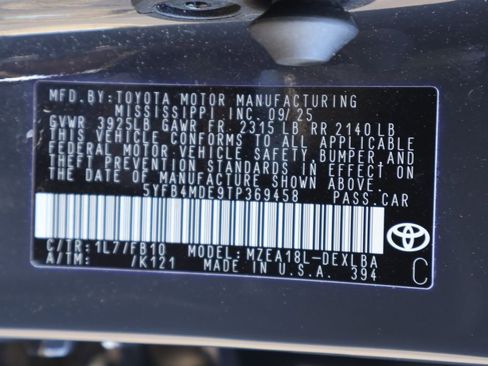 MFD.BY: TOYOTA MOTOR MANUFACTURING
MISSISSIPPI INC. 09/25
GVWR 3925LB GAWR FR. 2315 LB RR 2140 LB
THIS VEHICLE CONFORMS TO ALL APPLICABLE
FEDERAL MOTOR VEHICLE SAFETY, BUMPER AND
THEFT PREVENTION STANDARDS IN EFFECT ON
THE DATE OF MANUFACTURE SHOWN ABOVE.
5YFB4MDE9TP369458 PASS.CAR
C/TR:1L7/FB10 MODEL: MZEA18L-DEXLBA
A/TM: /K121 MADE IN U.S.A. 394
C